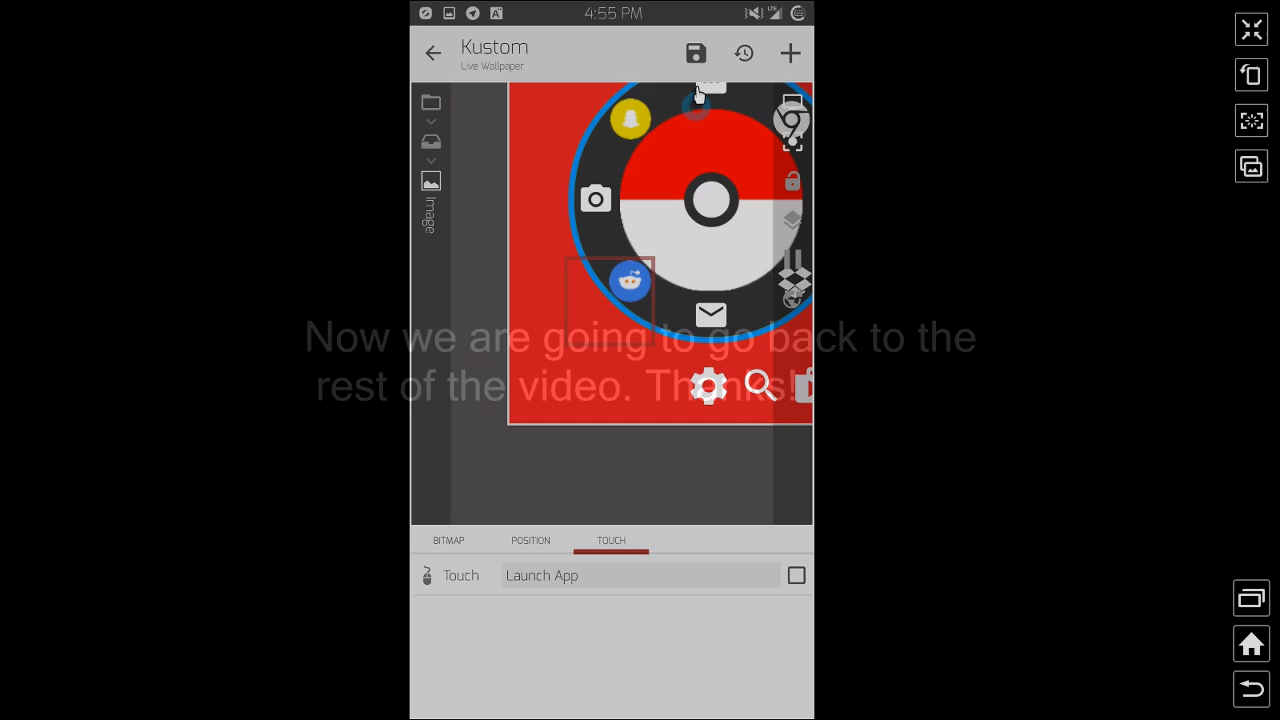 4:55 PM
LTE
Kustom
Live Wallpaper
Image
Now we are going to go back to the
rest of the video. Thanks!
BITMAP
POSITION
TOUCH
Touch
Launch App